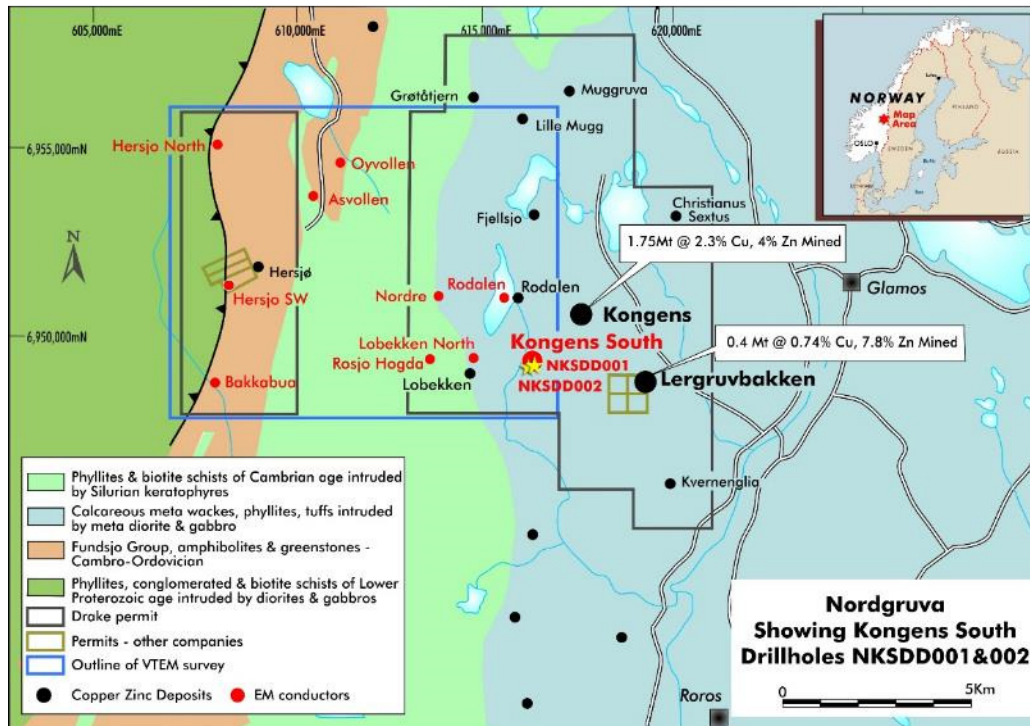 605,000mE
610,000mE
615,000mE
620,000mE
6,955,000mN
6,950,000mN
N
Grøtåtjern
Muggruva
Lille Mugg
Hersjo North
Oyvollen
Asvollen
Fjellsjo
Christianus
Sextus
1.75Mt @ 2.3% Cu, 4% Zn Mined
Hersjø
Hersjo SW
Nordre
Rodalen
Rodalen
Kongens
Glamos
Kongens South
Lobekken North
Rosjo Hogda
Lobekken
NKSDD001
NKSDD002
0.4 Mt @ 0.74% Cu, 7.8% Zn Mined
Lergruvbakken
Bakkabua
Kvernenglia
Roros
NORWAY
Map
Area
OSLO
SWEDEN
FINLAND
Phyllites & biotite schists of Cambrian age intruded
by Silurian keratophyres
Calcareous meta wackes, phyllites, tuffs intruded
by meta diorite & gabbro
Fundsjo Group, amphibolites & greenstones -
Cambro-Ordovician
Phyllites, conglomerated & biotite schists of Lower
Proterozoic age intruded by diorites & gabbros
Drake permit
Permits - other companies
Outline of VTEM survey
Copper Zinc Deposits
EM conductors
Nordgruva
Showing Kongens South
Drillholes NKSDD001&002
0
5Km